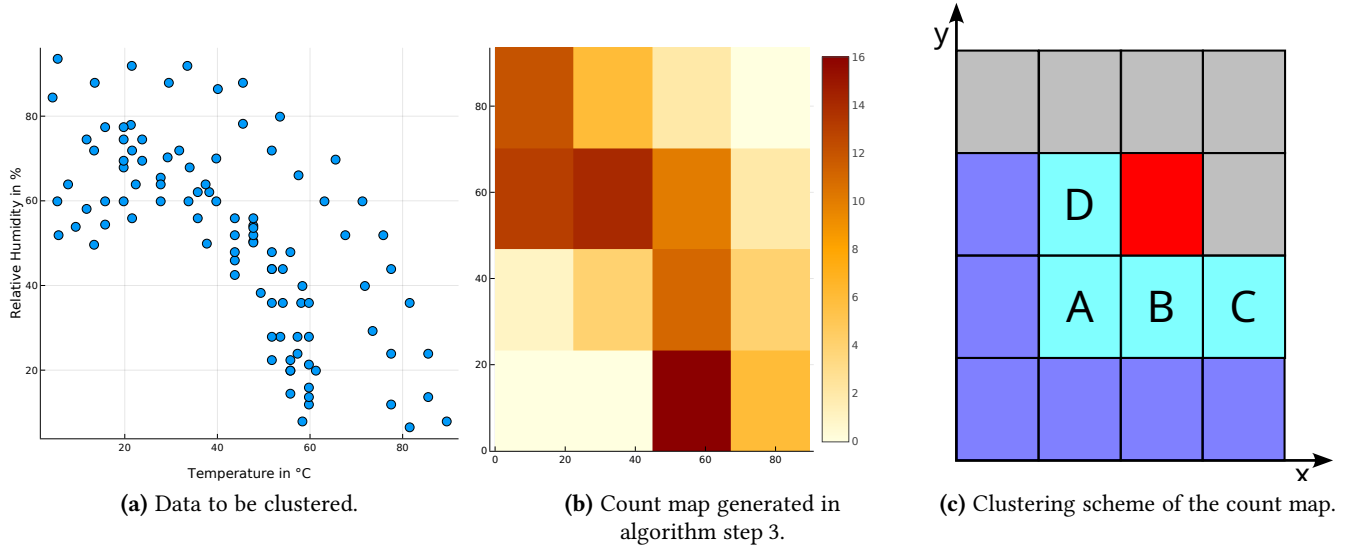 80
60
40
20
20
40
60
80
Relative Humidity in %
Temperature in °C
(a) Data to be clustered.
80
60
40
20
0
0
20
40
60
80
16
14
12
10
8
6
4
2
0
(b) Count map generated in
algorithm step 3.
y
D
A
B
C
x
(c) Clustering scheme of the count map.